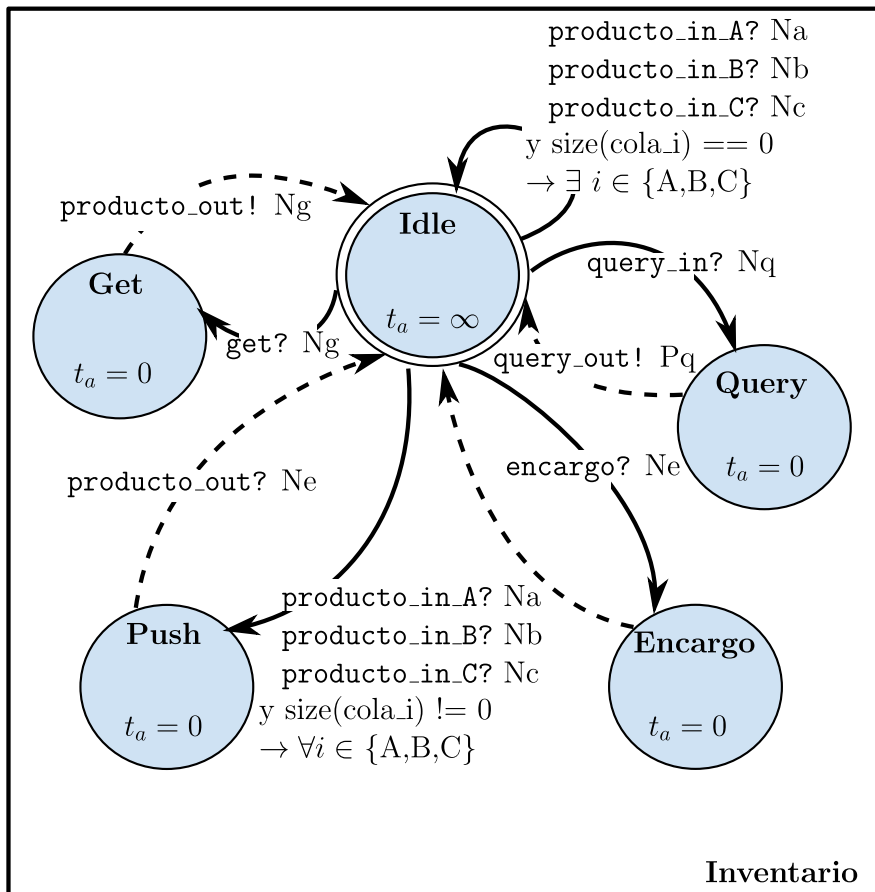 producto_in_A? Na
producto_in_B? Nb
producto_in_C? Nc
y size(cola_i) == 0
→ ∃ i ∈ {A,B,C}
producto_out! Ng
Idle
t_a = ∞
query_in? Nq
Get
t_a = 0
get? Ng
query_out! Pq
Query
t_a = 0
producto_out? Ne
encargo? Ne
producto_in_A? Na
producto_in_B? Nb
producto_in_C? Nc
y size(cola_i) != 0
→ ∀i ∈ {A,B,C}
Push
t_a = 0
Encargo
t_a = 0
Inventario